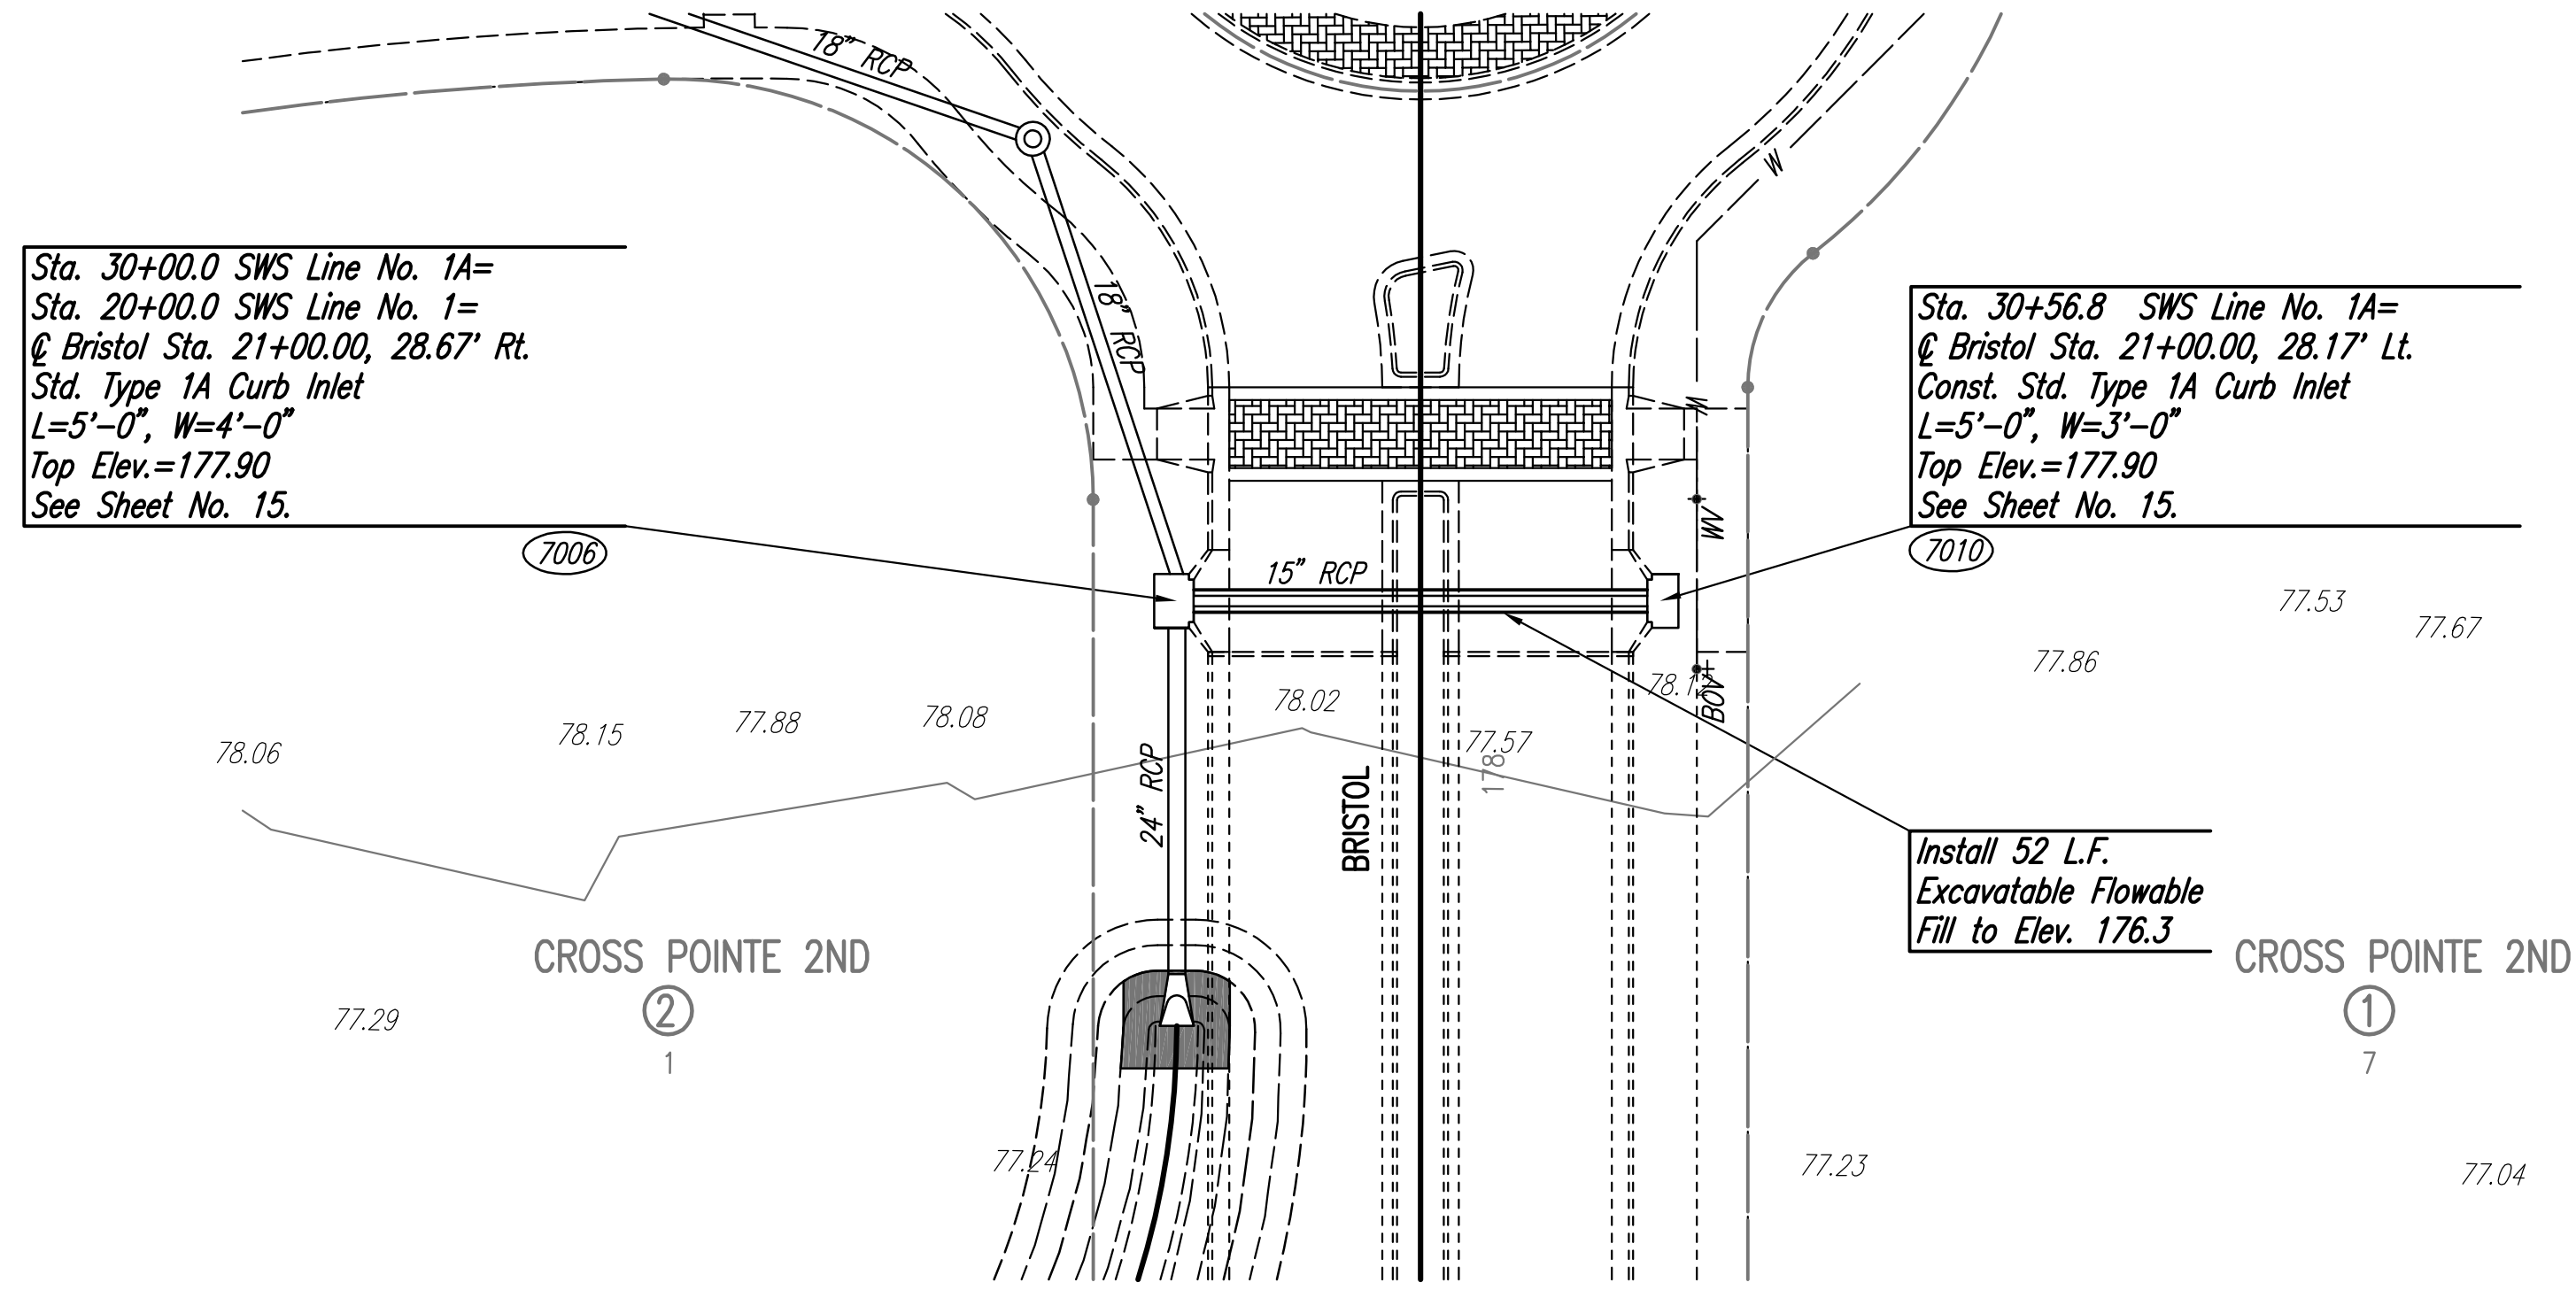 18" RCP
18" RCP
W
W
WV
BOV
Sta. 30+00.0 SWS Line No. 1A=
Sta. 20+00.0 SWS Line No. 1=
℄ Bristol Sta. 21+00.00, 28.67' Rt.
Std. Type 1A Curb Inlet
L=5'-0", W=4'-0"
Top Elev.=177.90
See Sheet No. 15.
7006
Sta. 30+56.8 SWS Line No. 1A=
℄ Bristol Sta. 21+00.00, 28.17' Lt.
Const. Std. Type 1A Curb Inlet
L=5'-0", W=3'-0"
Top Elev.=177.90
See Sheet No. 15.
7010
15" RCP
77.53
77.67
77.86
78.12
78.02
78.08
77.88
78.15
78.06
77.57
178
24" RCP
BRISTOL
Install 52 L.F.
Excavatable Flowable
Fill to Elev. 176.3
CROSS POINTE 2ND
2
1
CROSS POINTE 2ND
1
7
77.29
77.24
77.23
77.04